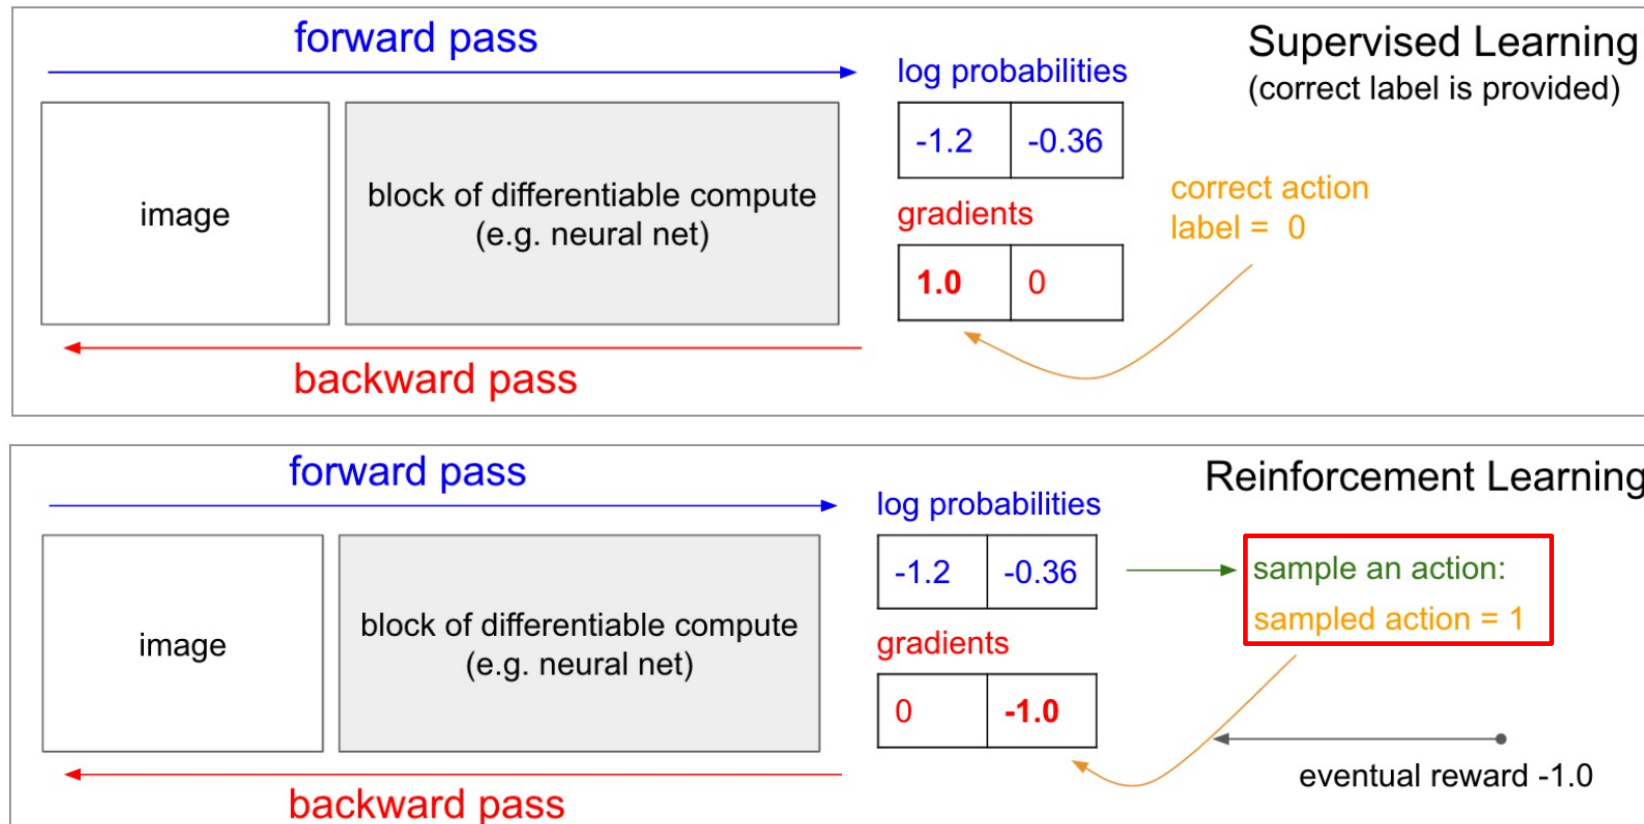 forward pass
Supervised Learning
(correct label is provided)
log probabilities
-1.2 -0.36
image
block of differentiable compute
(e.g. neural net)
correct action
label = 0
gradients
1.0 0
backward pass
forward pass
Reinforcement Learning
log probabilities
-1.2 -0.36
sample an action:
sampled action = 1
image
block of differentiable compute
(e.g. neural net)
gradients
0 -1.0
eventual reward -1.0
backward pass